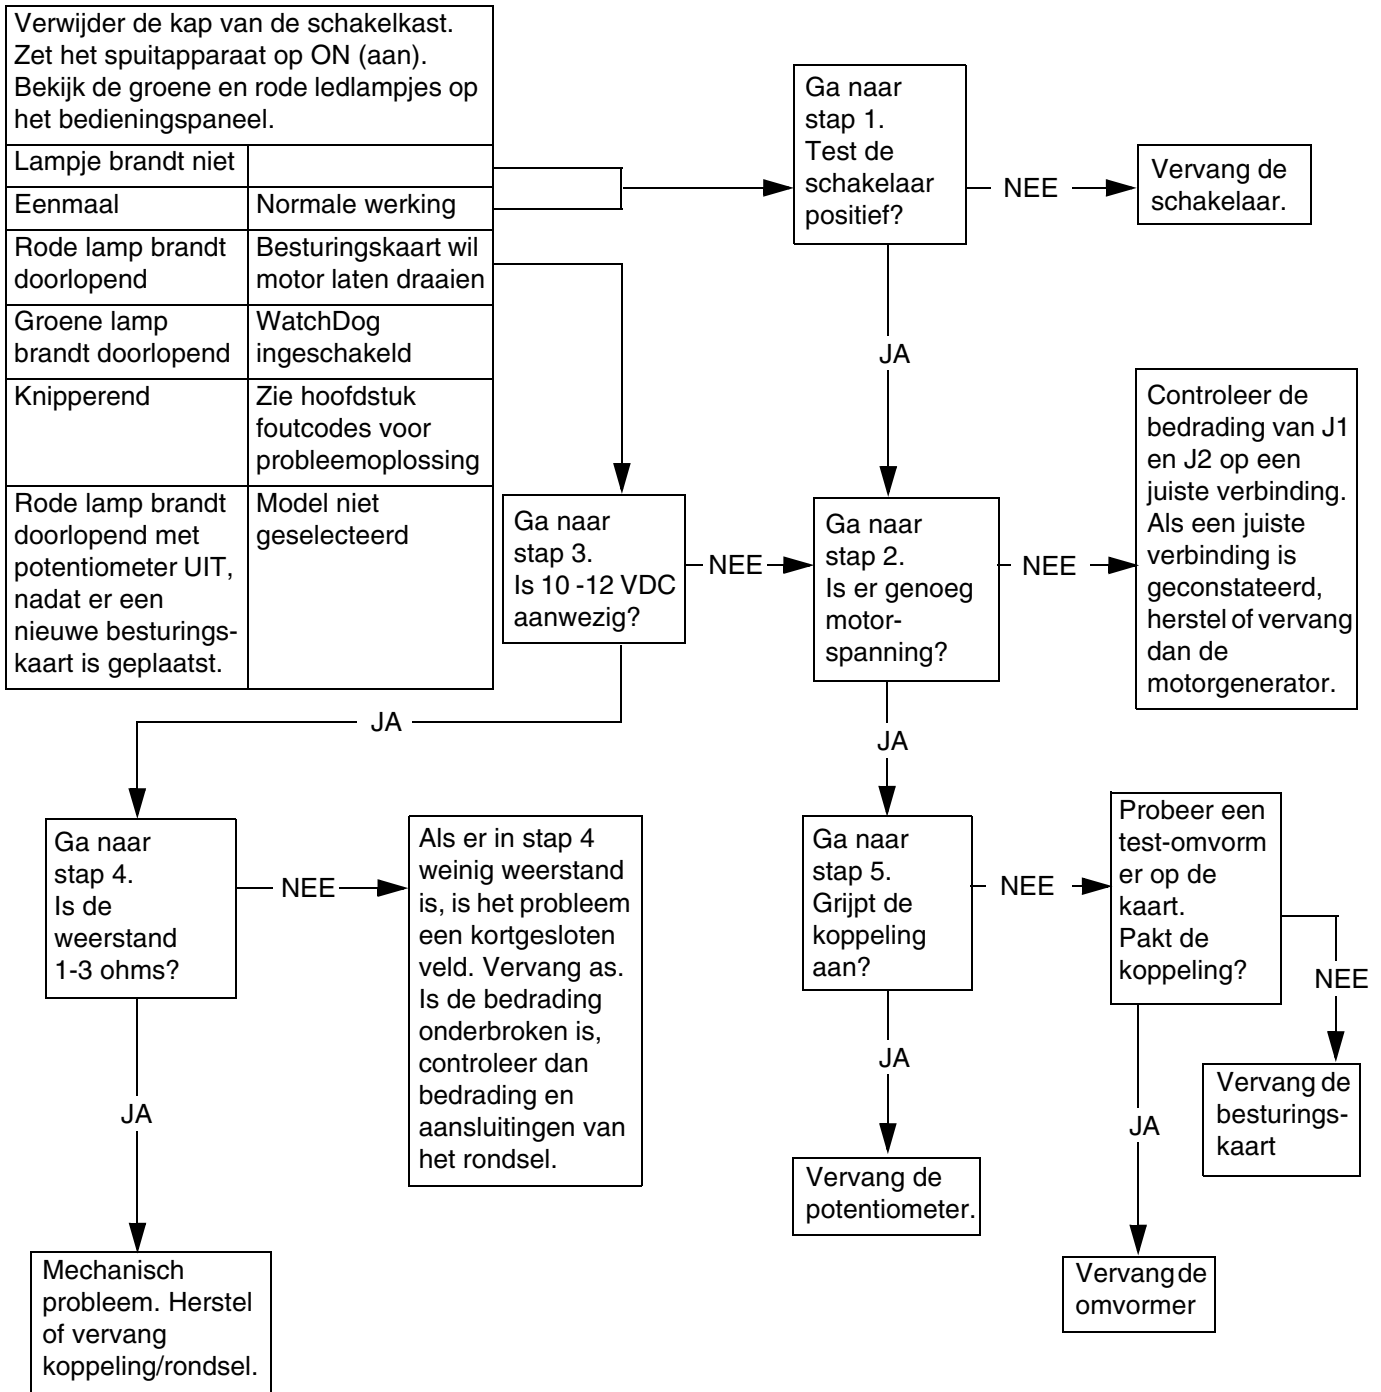 Verwijder de kap van de schakelkast.
Zet het spuitapparaat op ON (aan).
Bekijk de groene en rode ledlampjes op
het bedieningspaneel.
Lampje brandt niet
Eenmaal
Normale werking
Rode lamp brandt
doorlopend
Besturingskaart wil
motor laten draaien
Groene lamp
brandt doorlopend
WatchDog
ingeschakeld
Knipperend
Zie hoofdstuk
foutcodes voor
probleemoplossing
Rode lamp brandt
doorlopend met
potentiometer UIT,
nadat er een
nieuwe besturings-
kaart is geplaatst.
Model niet
geselecteerd
Ga naar
stap 1.
Test de
schakelaar
positief?
NEE
Vervang de
schakelaar.
JA
Ga naar
stap 3.
Is 10 -12 VDC
aanwezig?
NEE
Ga naar
stap 2.
Is er genoeg
motor-
spanning?
NEE
Controleer de
bedrading van J1
en J2 op een
juiste verbinding.
Als een juiste
verbinding is
geconstateerd,
herstel of vervang
dan de
motorgenerator.
JA
JA
Ga naar
stap 4.
Is de
weerstand
1-3 ohms?
NEE
Als er in stap 4
weinig weerstand
is, is het probleem
een kortgesloten
veld. Vervang as.
Is de bedrading
onderbroken is,
controleer dan
bedrading en
aansluitingen van
het rondsel.
Ga naar
stap 5.
Grijpt de
koppeling
aan?
NEE
Probeer een
test-omvorm
er op de
kaart.
Pakt de
koppeling?
NEE
Vervang de
besturings-
kaart
JA
JA
JA
Vervang de
potentiometer.
Vervang de
omvormer
Mechanisch
probleem. Herstel
of vervang
koppeling/rondsel.